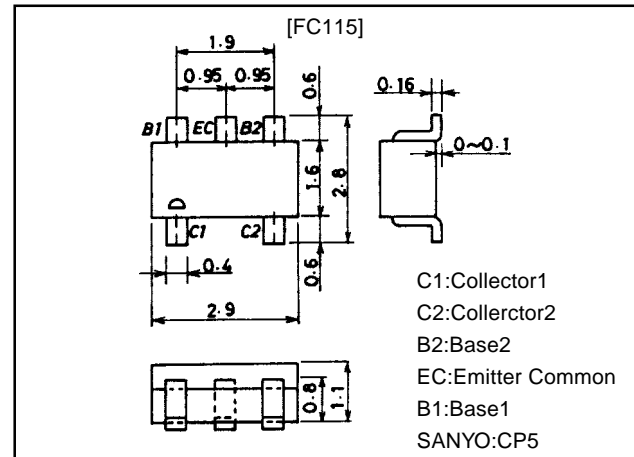 [FC115]
1.9
0.95 0.95
0.6
0.16
B1 EC B2
0~0.1
1.6
2.8
C1 C2
0.6
0.4
2.9
C1:Collector1
C2:Collerctor2
B2:Base2
EC:Emitter Common
B1:Base1
SANYO:CP5
0.8
1.1